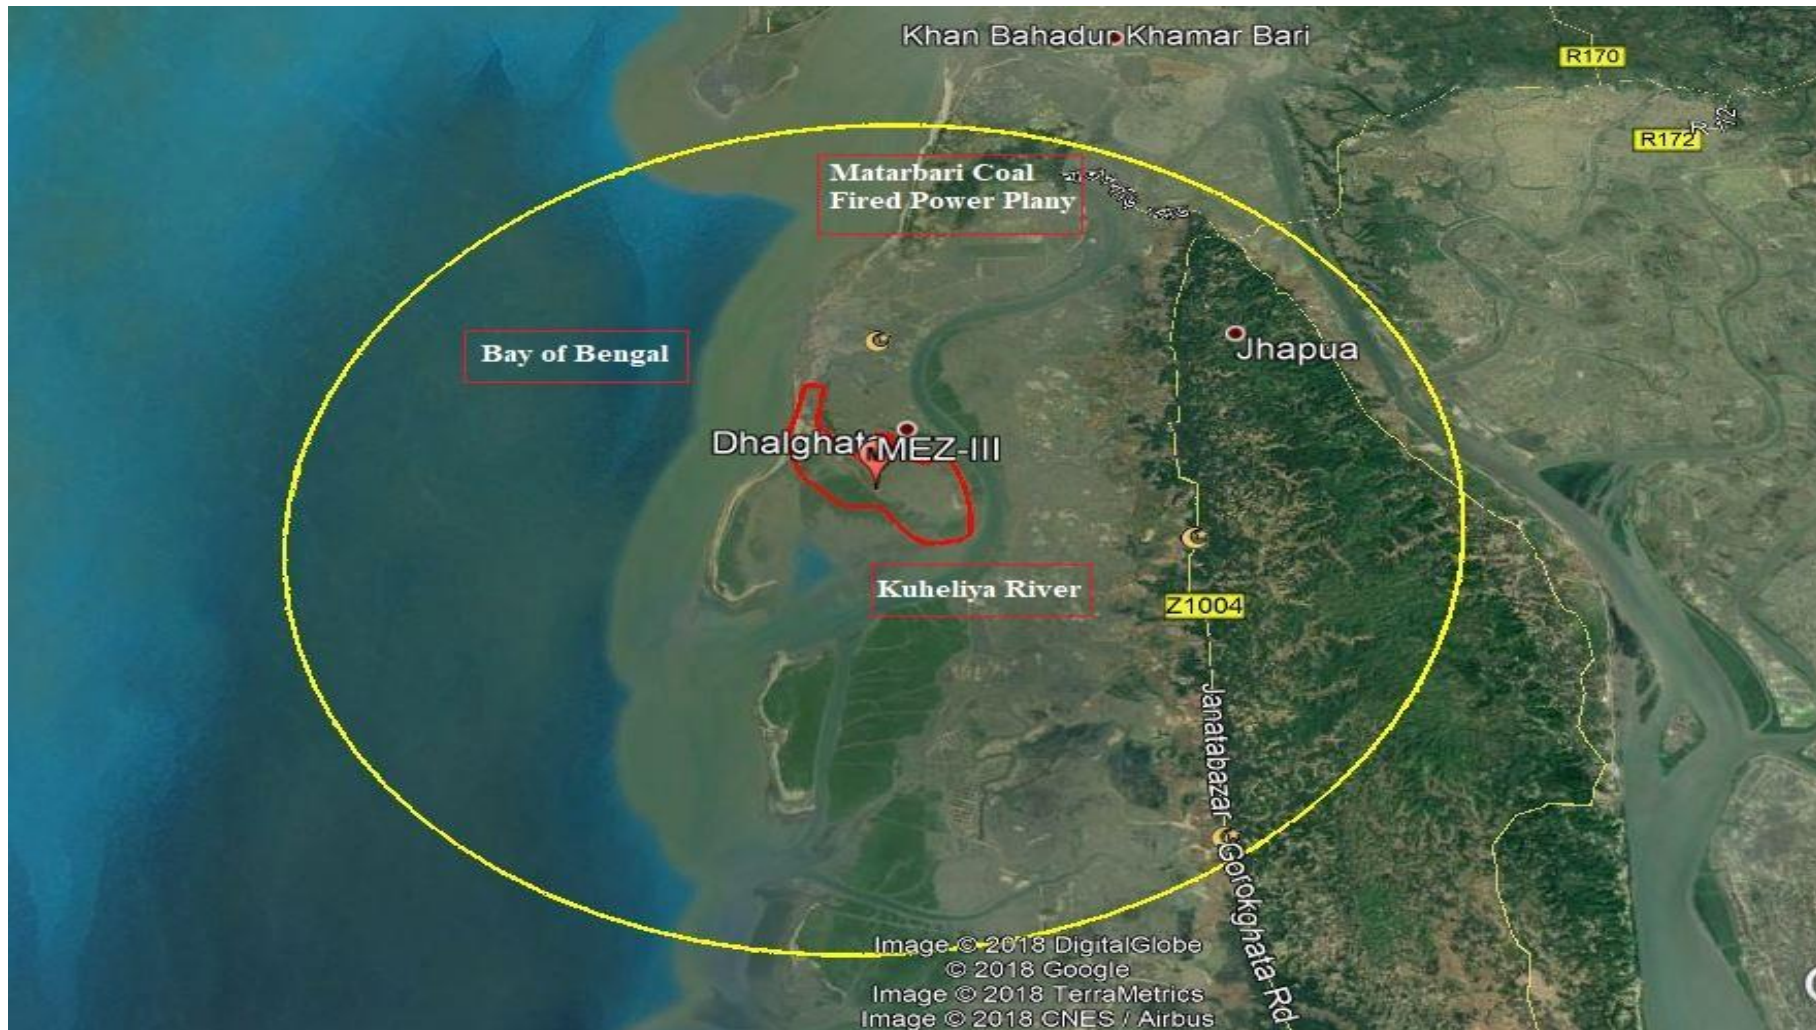 Khan Bahadur Khamar Bari
R170
R172
Matarbari Coal
Fired Power Plany
Bay of Bengal
Jhapua
Dhalghata
MEZ-III
Kuheliya River
Z1004
Janatabazar-Gorokghata Rd
Image © 2018 DigitalGlobe
© 2018 Google
Image © 2018 TerraMetrics
Image © 2018 CNES / Airbus